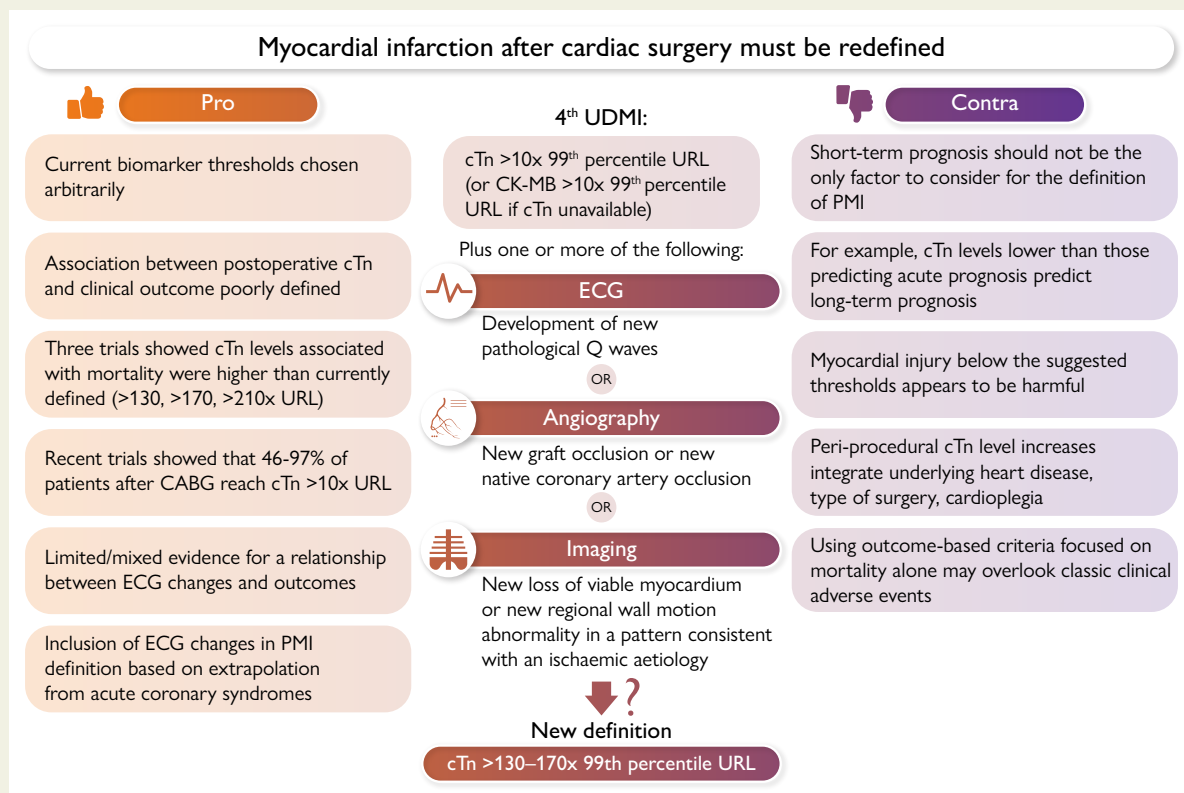 Myocardial infarction after cardiac surgery must be redefined
Pro
Current biomarker thresholds chosen
arbitrarily
Association between postoperative cTn
and clinical outcome poorly defined
Three trials showed cTn levels associated
with mortality were higher than currently
defined (>130, >170, >210x URL)
Recent trials showed that 46-97% of
patients after CABG reach cTn >10x URL
Limited/mixed evidence for a relationship
between ECG changes and outcomes
Inclusion of ECG changes in PMI
definition based on extrapolation
from acute coronary syndromes
4th UDMI:
cTn >10x 99th percentile URL
(or CK-MB >10x 99th percentile
URL if cTn unavailable)
Plus one or more of the following:
ECG
Development of new
pathological Q waves
OR
Angiography
New graft occlusion or new
native coronary artery occlusion
OR
Imaging
New loss of viable myocardium
or new regional wall motion
abnormality in a pattern consistent
with an ischaemic aetiology
?
New definition
cTn >130–170x 99th percentile URL
Contra
Short-term prognosis should not be the
only factor to consider for the definition
of PMI
For example, cTn levels lower than those
predicting acute prognosis predict
long-term prognosis
Myocardial injury below the suggested
thresholds appears to be harmful
Peri-procedural cTn level increases
integrate underlying heart disease,
type of surgery, cardioplegia
Using outcome-based criteria focused on
mortality alone may overlook classic clinical
adverse events